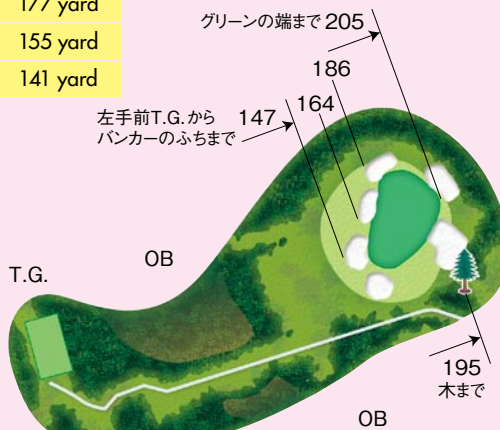 177 yard
155 yard
141 yard
グリーンの端まで 205
186
164
左手前T.G.から
バンカーのふちまで 147
OB
T.G.
195
木まで
OB